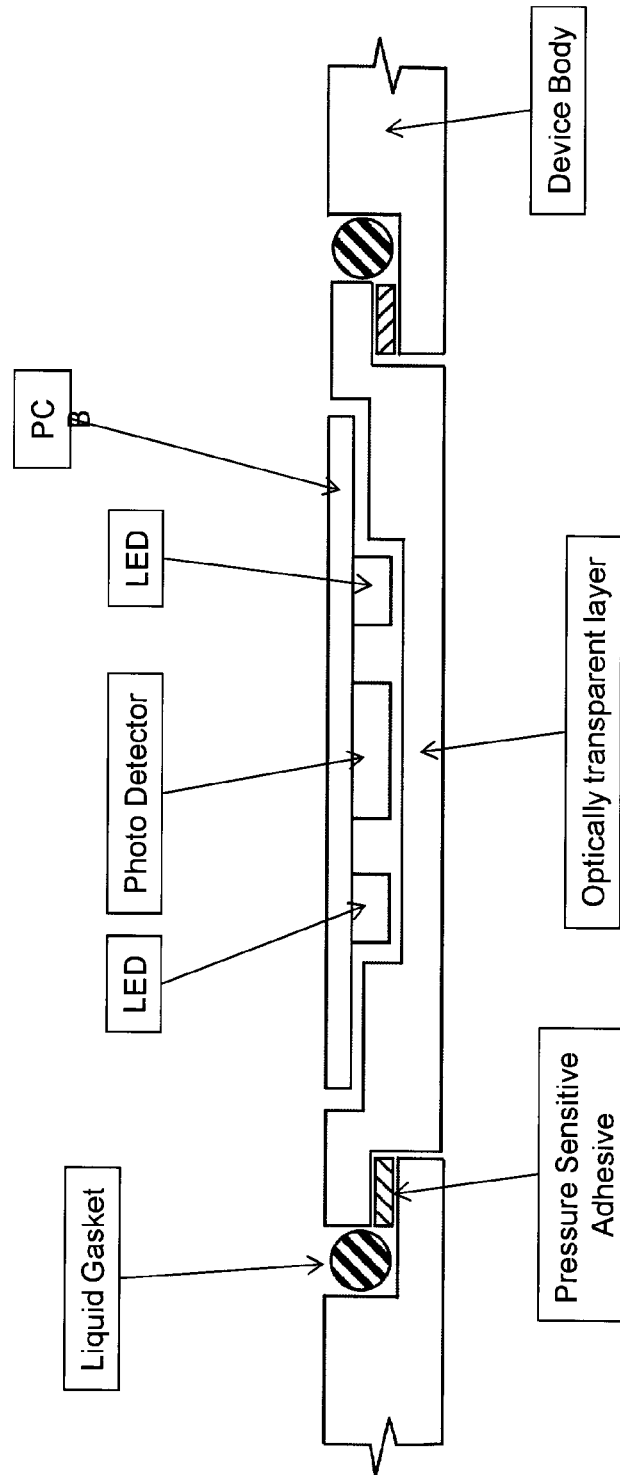 Liquid Gasket
LED
Photo Detector
LED
PC
B
Pressure Sensitive
Adhesive
Optically transparent layer
Device Body